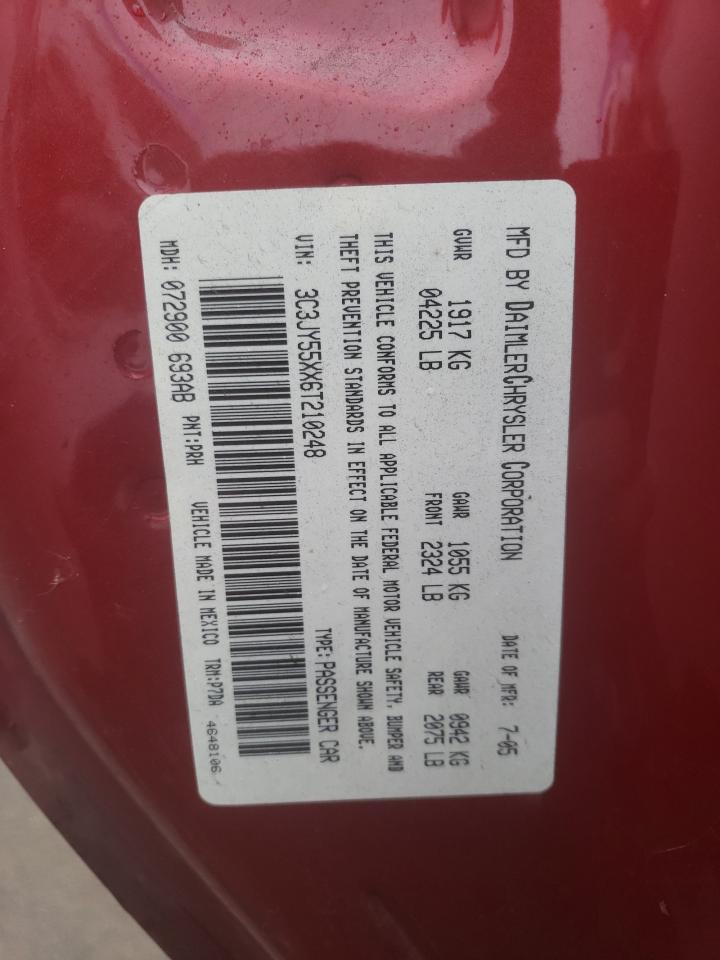 MFD BY DAIMLERCHRYSLER CORPORATION DATE OF MFR: 7-05
GVWR 1917 KG GAWR 1055 KG GAWR 0942 KG
04225 LB FRONT 2324 LB REAR 2075 LB
THIS VEHICLE CONFORMS TO ALL APPLICABLE FEDERAL MOTOR VEHICLE SAFETY, BUMPER AND
THEFT PREVENTION STANDARDS IN EFFECT ON THE DATE OF MANUFACTURE SHOWN ABOVE.
VIN: 3C3JY55XX6T210248 TYPE: PASSENGER CAR
MDH: 072900 693AB PNT:PRH VEHICLE MADE IN MEXICO TRM:P7DA 4648106